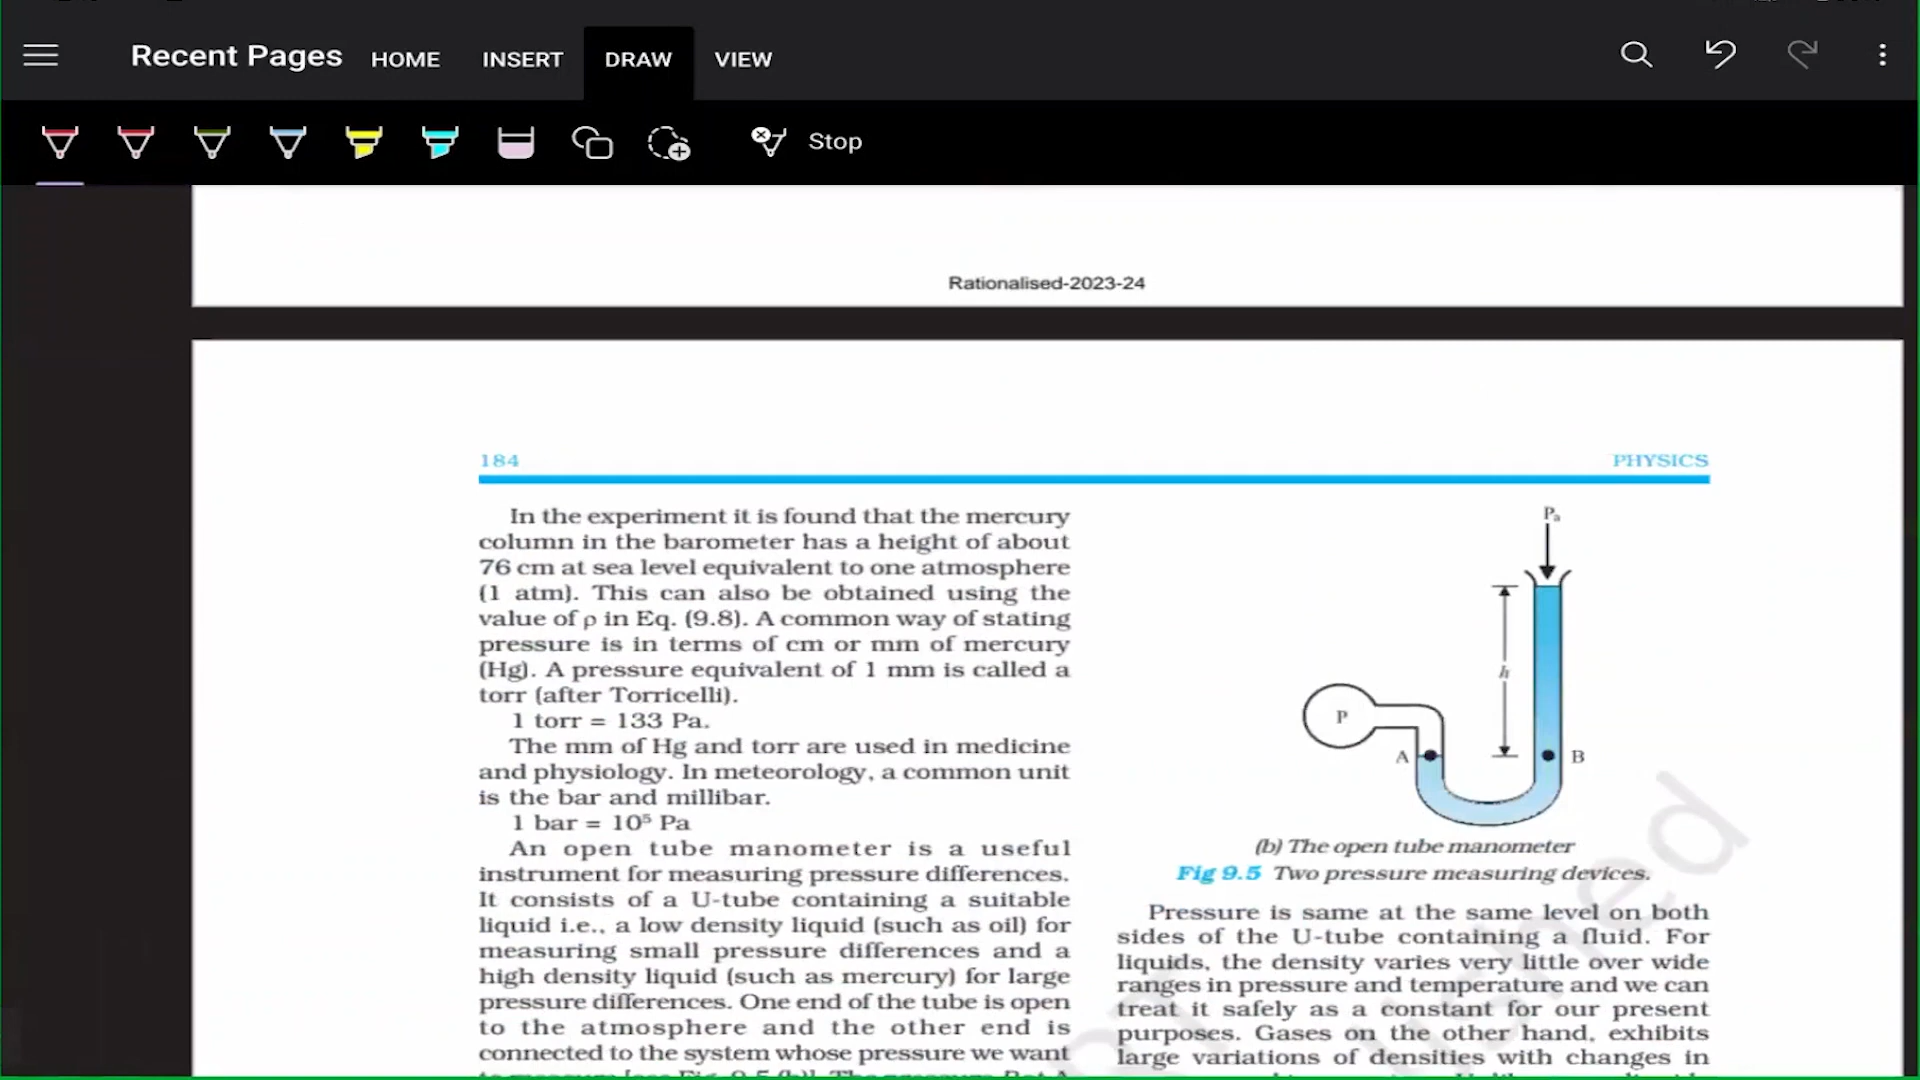 Recent Pages HOME INSERT DRAW VIEW
Stop
Rationalised-2023-24
184 PHYSICS
In the experiment it is found that the mercury
column in the barometer has a height of about
76 cm at sea level equivalent to one atmosphere
(1 atm). This can also be obtained using the
value of ρ in Eq. (9.8). A common way of stating
pressure is in terms of cm or mm of mercury
(Hg). A pressure equivalent of 1 mm is called a
torr (after Torricelli).
1 torr = 133 Pa.
The mm of Hg and torr are used in medicine
and physiology. In meteorology, a common unit
is the bar and millibar.
1 bar = 10⁵ Pa
An open tube manometer is a useful
instrument for measuring pressure differences.
It consists of a U-tube containing a suitable
liquid i.e., a low density liquid (such as oil) for
measuring small pressure differences and a
high density liquid (such as mercury) for large
pressure differences. One end of the tube is open
to the atmosphere and the other end is
connected to the system whose pressure we want
Pₐ
h
P
A
B
(b) The open tube manometer
Fig 9.5 Two pressure measuring devices.
Pressure is same at the same level on both
sides of the U-tube containing a fluid. For
liquids, the density varies very little over wide
ranges in pressure and temperature and we can
treat it safely as a constant for our present
purposes. Gases on the other hand, exhibits
large variations of densities with changes in